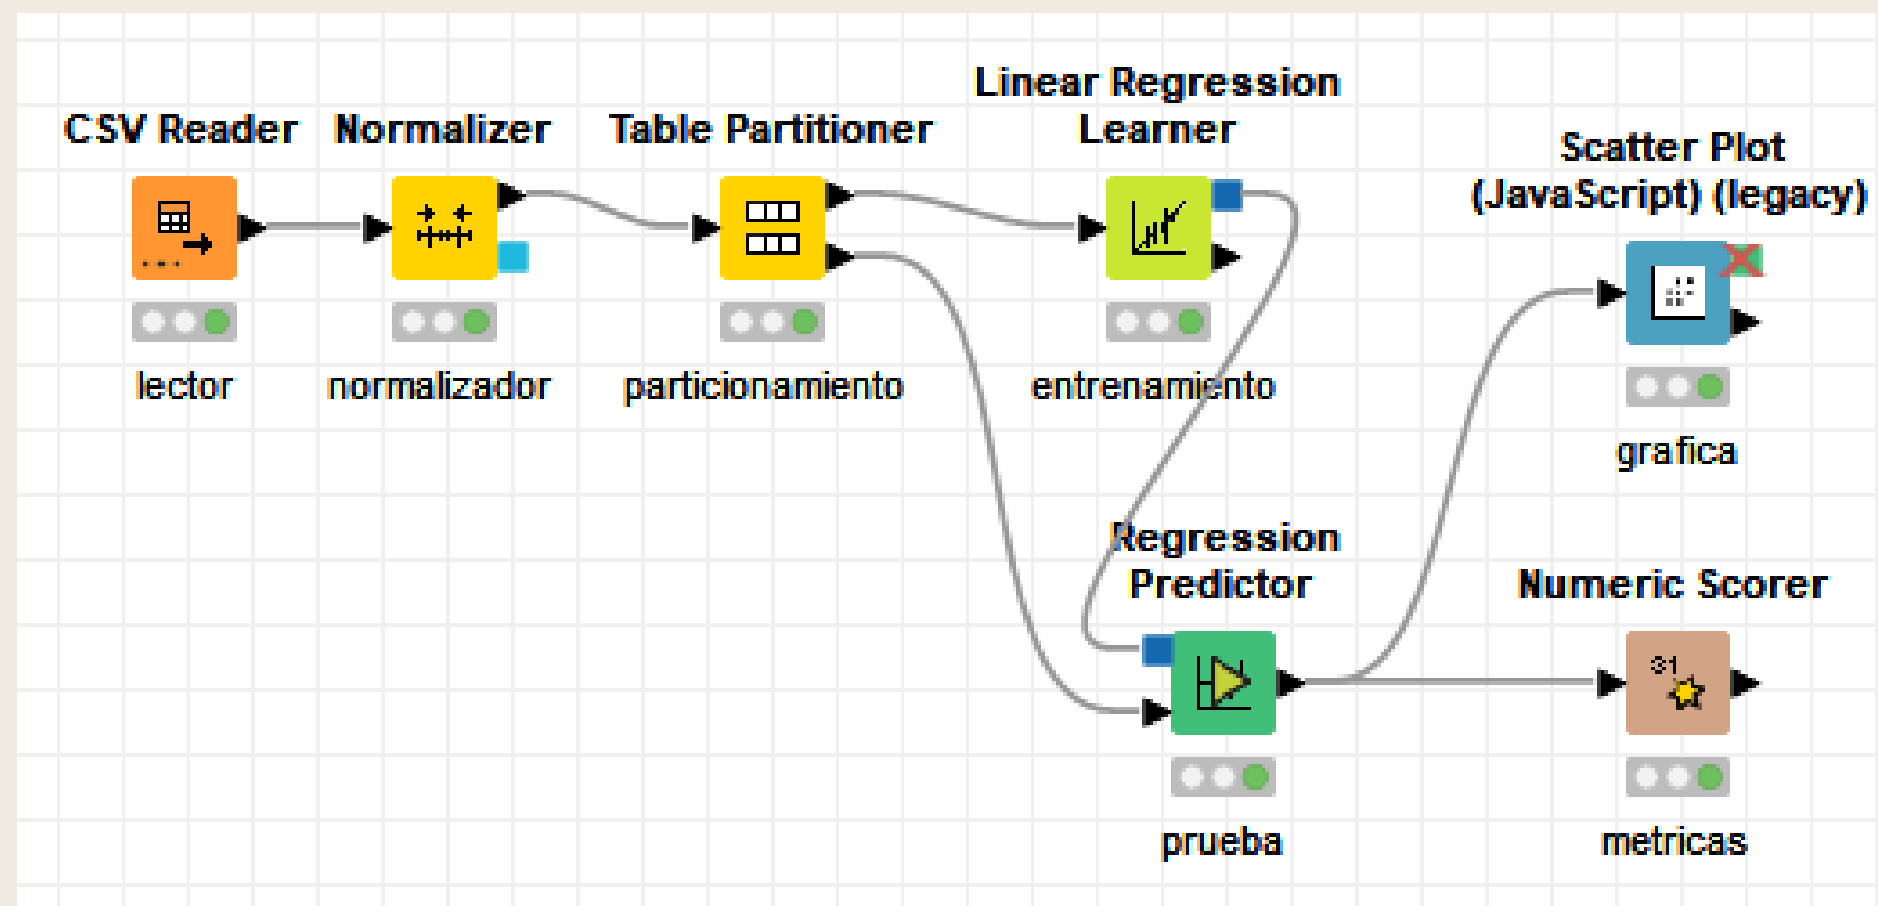 CSV Reader
lector
Normalizer
normalizador
Table Partitioner
particionamiento
Linear Regression
Learner
entrenamiento
Scatter Plot
(JavaScript) (legacy)
grafica
Regression
Predictor
prueba
Numeric Scorer
metricas